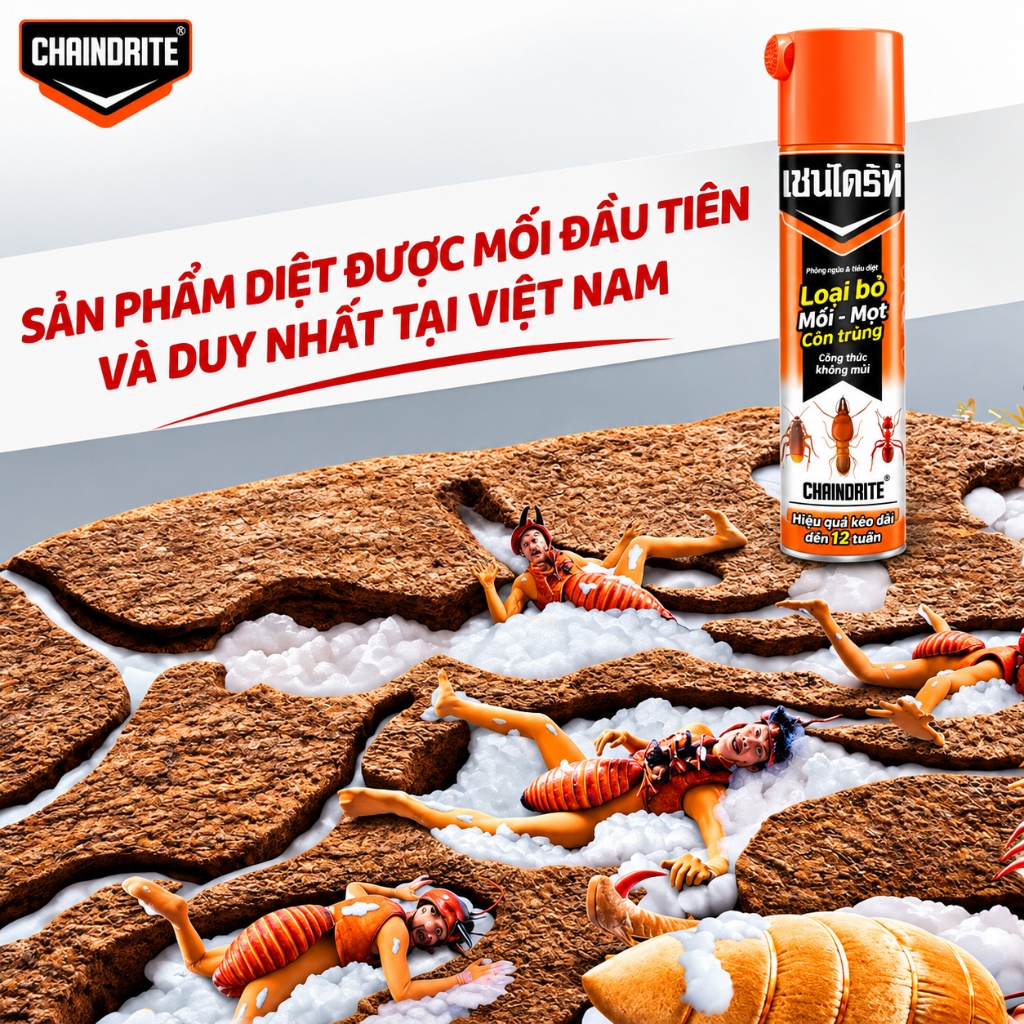 CHAINDRITE®
SẢN PHẨM DIỆT ĐƯỢC MỐI ĐẦU TIÊN
VÀ DUY NHẤT TẠI VIỆT NAM
เชนไดร้ท์
Phòng ngừa & tiêu diệt
Loại bỏ
Mối - Mọt
Côn trùng
Công thức
không mùi
CHAINDRITE®
Hiệu quả kéo dài
đến 12 tuần